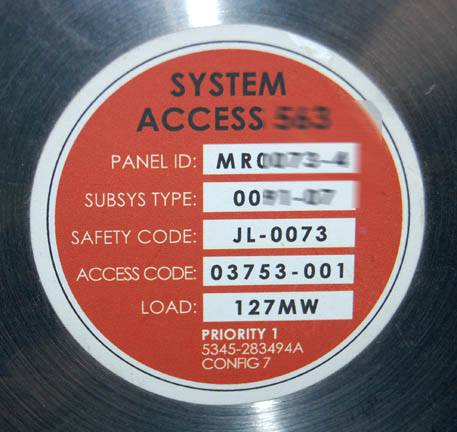 SYSTEM
ACCESS
PANEL ID:
SUBSYS TYPE:
SAFETY CODE: JL-0073
ACCESS CODE: 03753-001
LOAD: 127MW
PRIORITY 1
5345-283494A
CONFIG 7